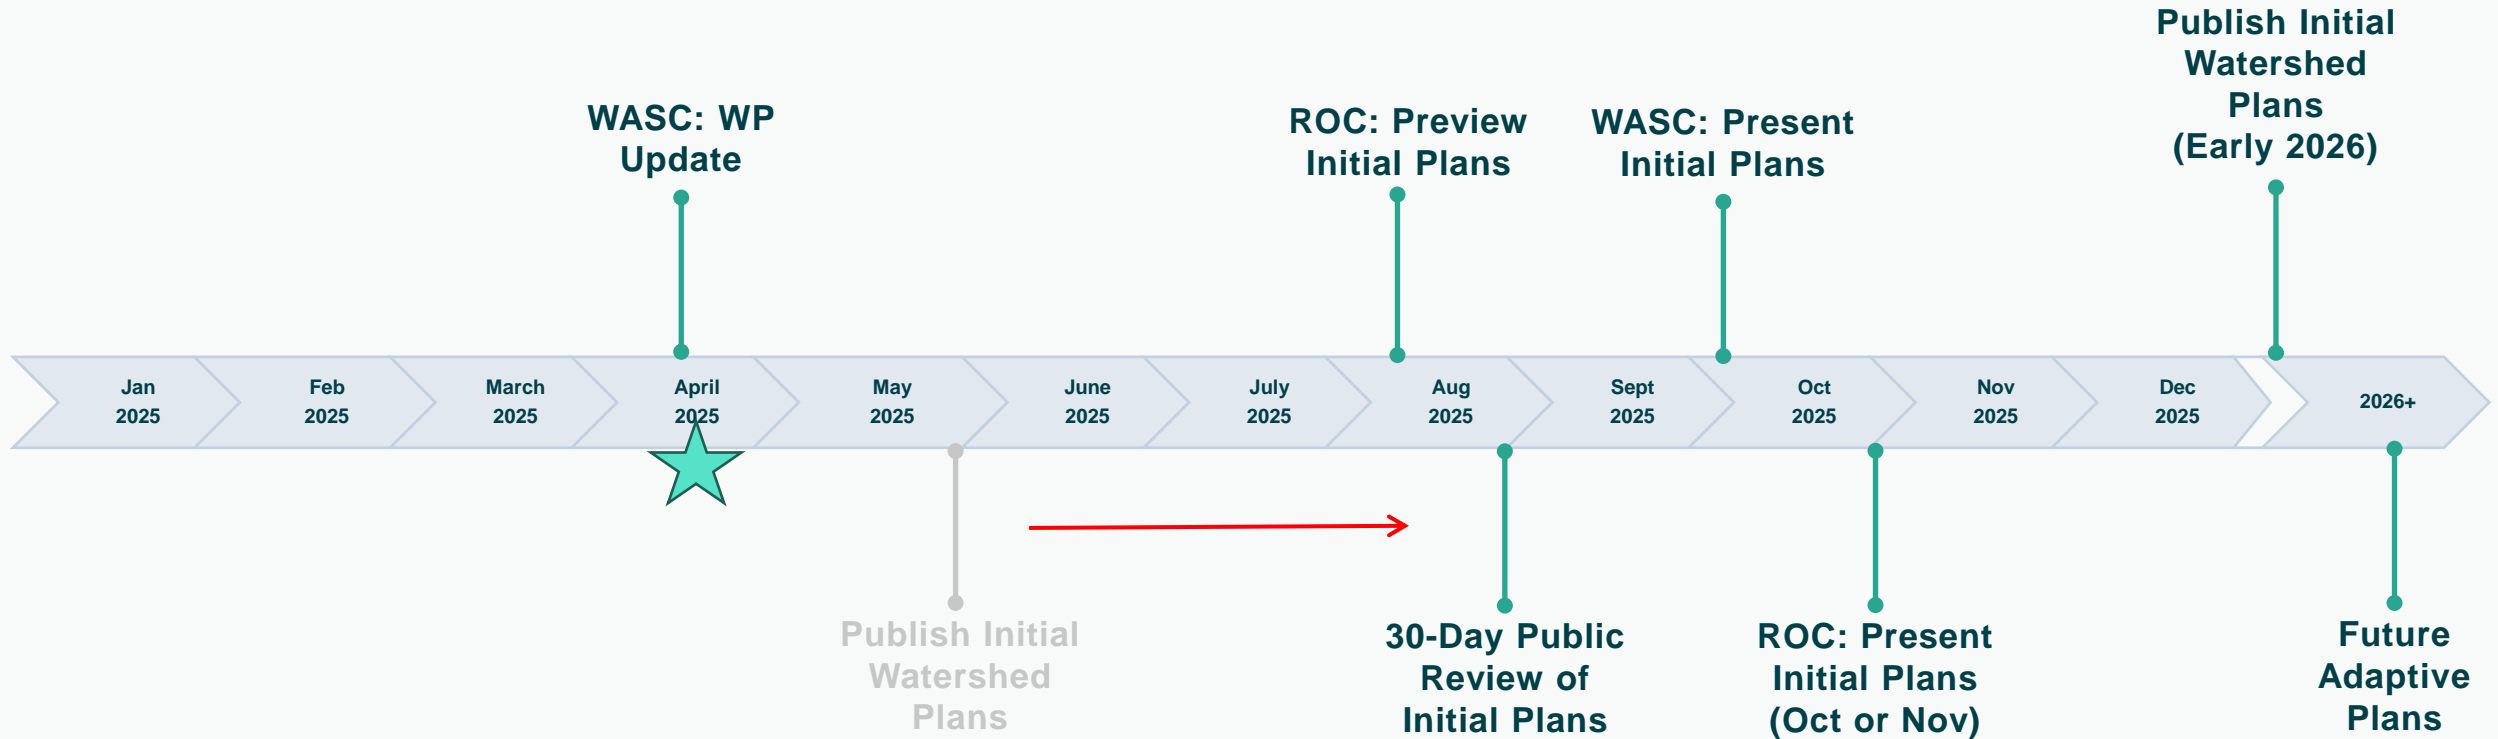 Publish Initial
Watershed
Plans
(Early 2026)
WASC: WP
Update
ROC: Preview
Initial Plans
WASC: Present
Initial Plans
Jan
2025
Feb
2025
March
2025
April
2025
May
2025
June
2025
July
2025
Aug
2025
Sept
2025
Oct
2025
Nov
2025
Dec
2025
2026+
Publish Initial
Watershed
Plans
30-Day Public
Review of
Initial Plans
ROC: Present
Initial Plans
(Oct or Nov)
Future
Adaptive
Plans